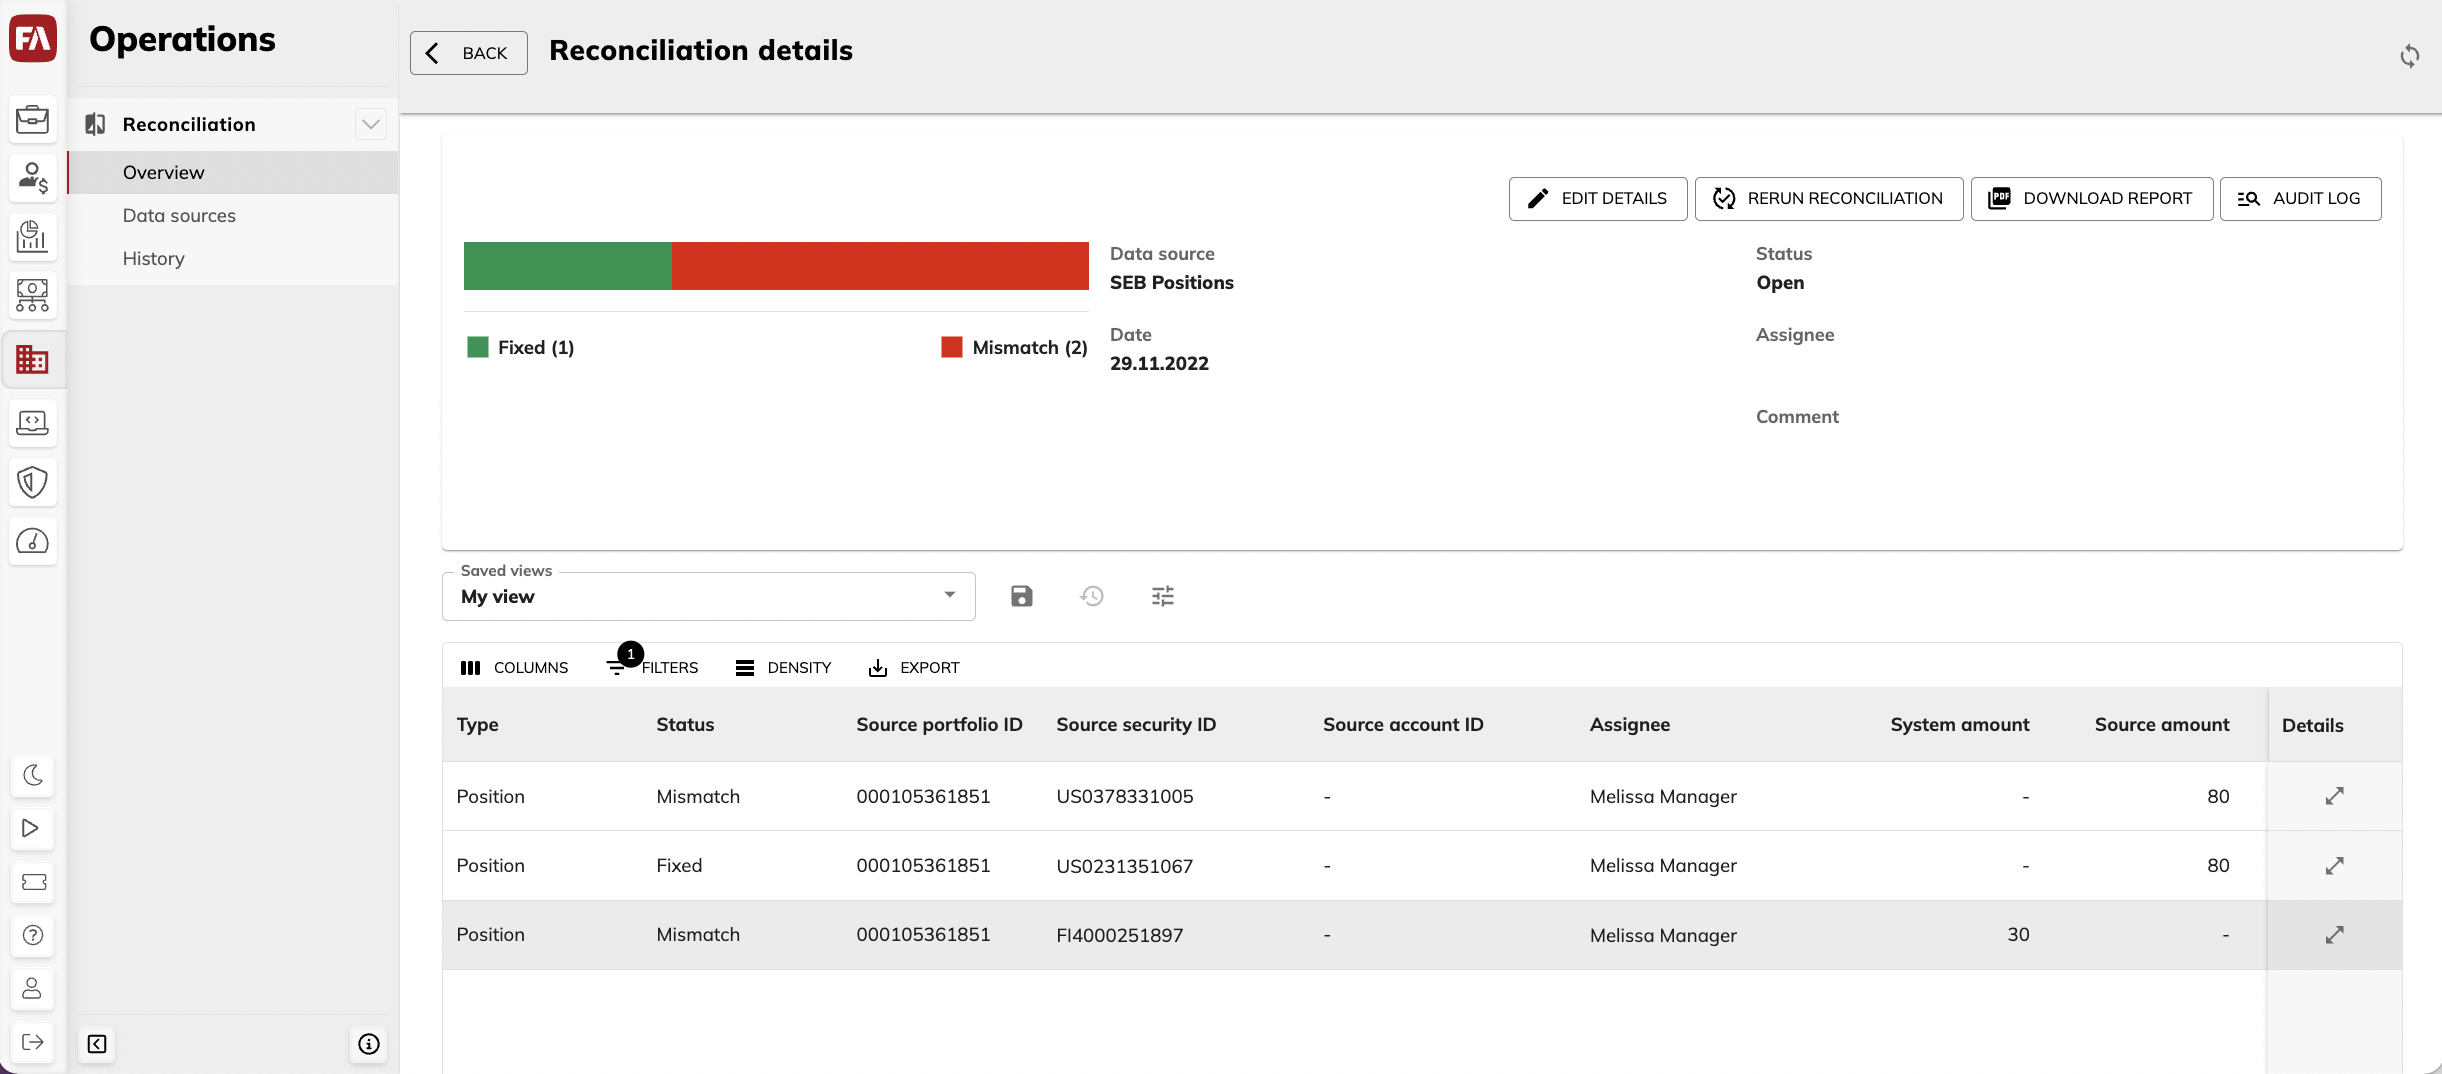 FA
Operations
Reconciliation
Overview
Data sources
History
BACK
Reconciliation details
EDIT DETAILS
RERUN RECONCILIATION
PDF
DOWNLOAD REPORT
AUDIT LOG
Fixed (1)
Mismatch (2)
Data source
SEB Positions
Date
29.11.2022
Status
Open
Assignee
Comment
Saved views
My view
COLUMNS
1
FILTERS
DENSITY
EXPORT
Type Status Source portfolio ID Source security ID Source account ID Assignee System amount Source amount Details
Position Mismatch 000105361851 US0378331005 - Melissa Manager - 80
Position Fixed 000105361851 US0231351067 - Melissa Manager - 80
Position Mismatch 000105361851 FI4000251897 - Melissa Manager 30 -